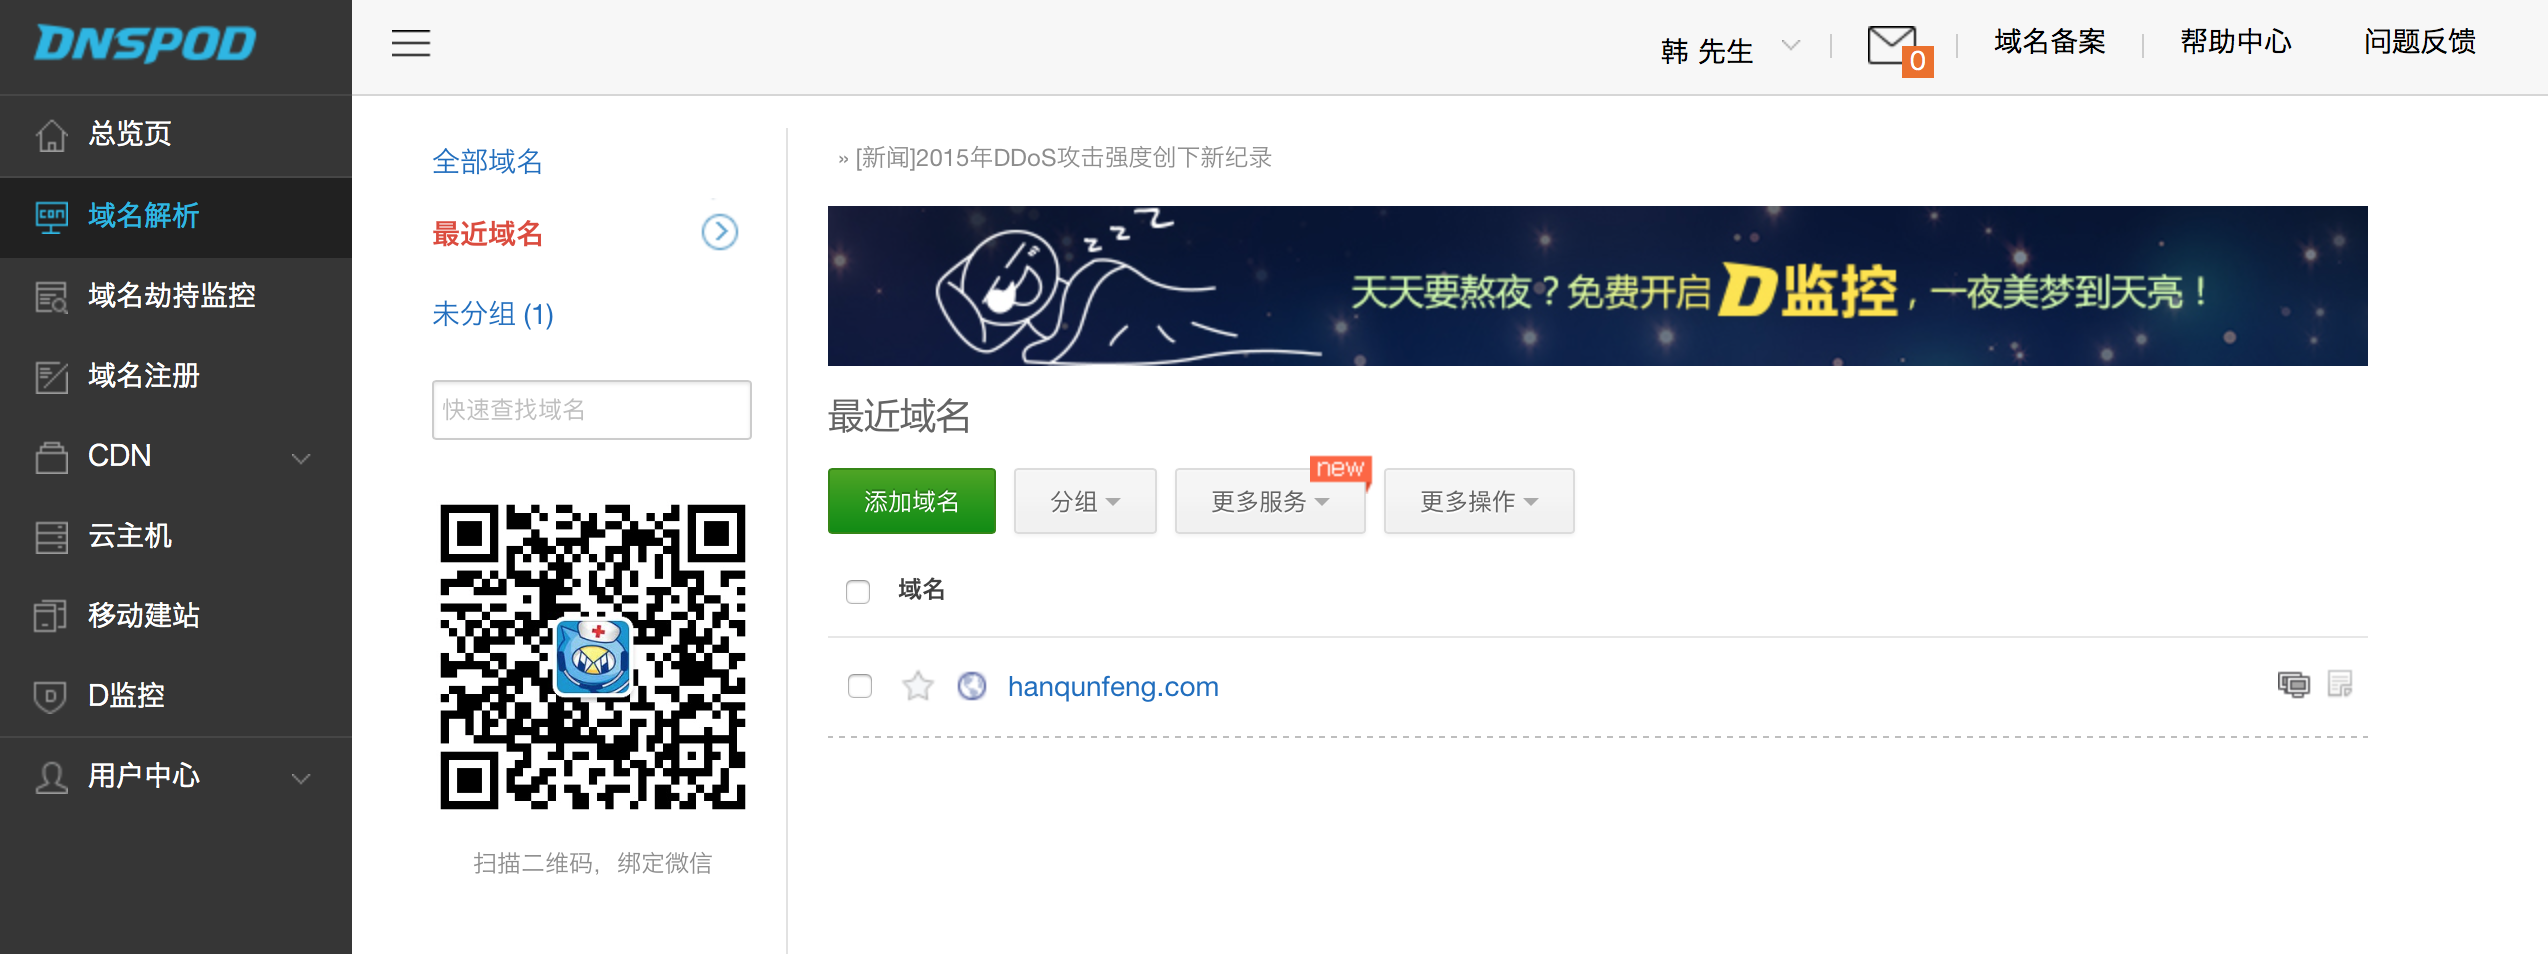 DNSPOD
韩 先生
0
域名备案
帮助中心
问题反馈
总览页
域名解析
域名劫持监控
域名注册
CDN
云主机
移动建站
D监控
用户中心
全部域名
最近域名
未分组 (1)
快速查找域名
扫描二维码，绑定微信
» [新闻]2015年DDoS攻击强度创下新纪录
z z z z
天天要熬夜？免费开启D监控，一夜美梦到天亮！
最近域名
添加域名
分组
更多服务
new
更多操作
域名
hanqunfeng.com